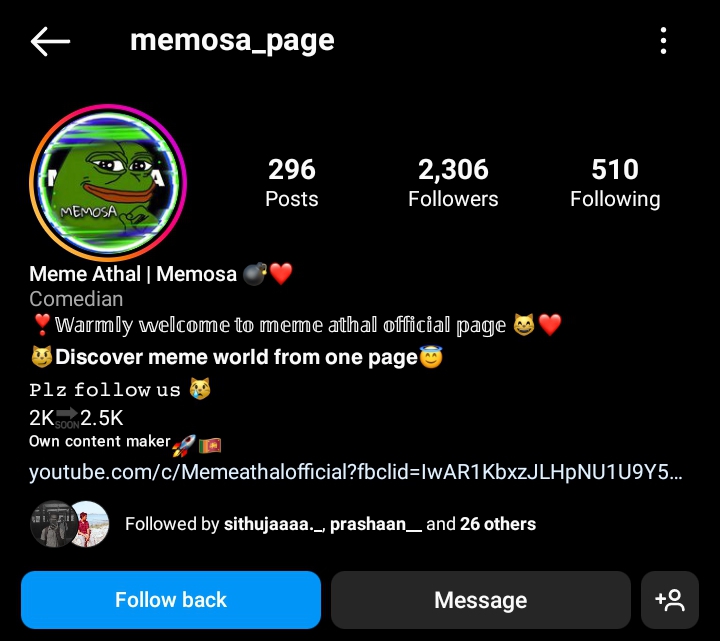 memosa_page
MEMOSA
296
Posts
2,306
Followers
510
Following
Meme Athal | Memosa 💣❤️
Comedian
❣️𝕎𝕒𝕣𝕞𝕝𝕪 𝕨𝕖𝕝𝕔𝕠𝕞𝕖 𝕥𝕠 𝕞𝕖𝕞𝕖 𝕒𝕥𝕙𝕒𝕝 𝕠𝕗𝕗𝕚𝕔𝕚𝕒𝕝 𝕡𝕒𝕘𝕖 😸❤️
😼𝗗𝗶𝘀𝗰𝗼𝘃𝗲𝗿 𝗺𝗲𝗺𝗲 𝘄𝗼𝗿𝗹𝗱 𝗳𝗿𝗼𝗺 𝗼𝗻𝗲 𝗽𝗮𝗴𝗲😇
𝙿𝚕𝚣 𝚏𝚘𝚕𝚕𝚘𝚠 𝚞𝚜 😿
2K🔜2.5K
Own content maker🚀🇱🇰
youtube.com/c/Memeathalofficial?fbclid=IwAR1KbxzJLHpNU1U9Y5...
Followed by sithujaaaa._, prashaan__ and 26 others
Follow back
Message